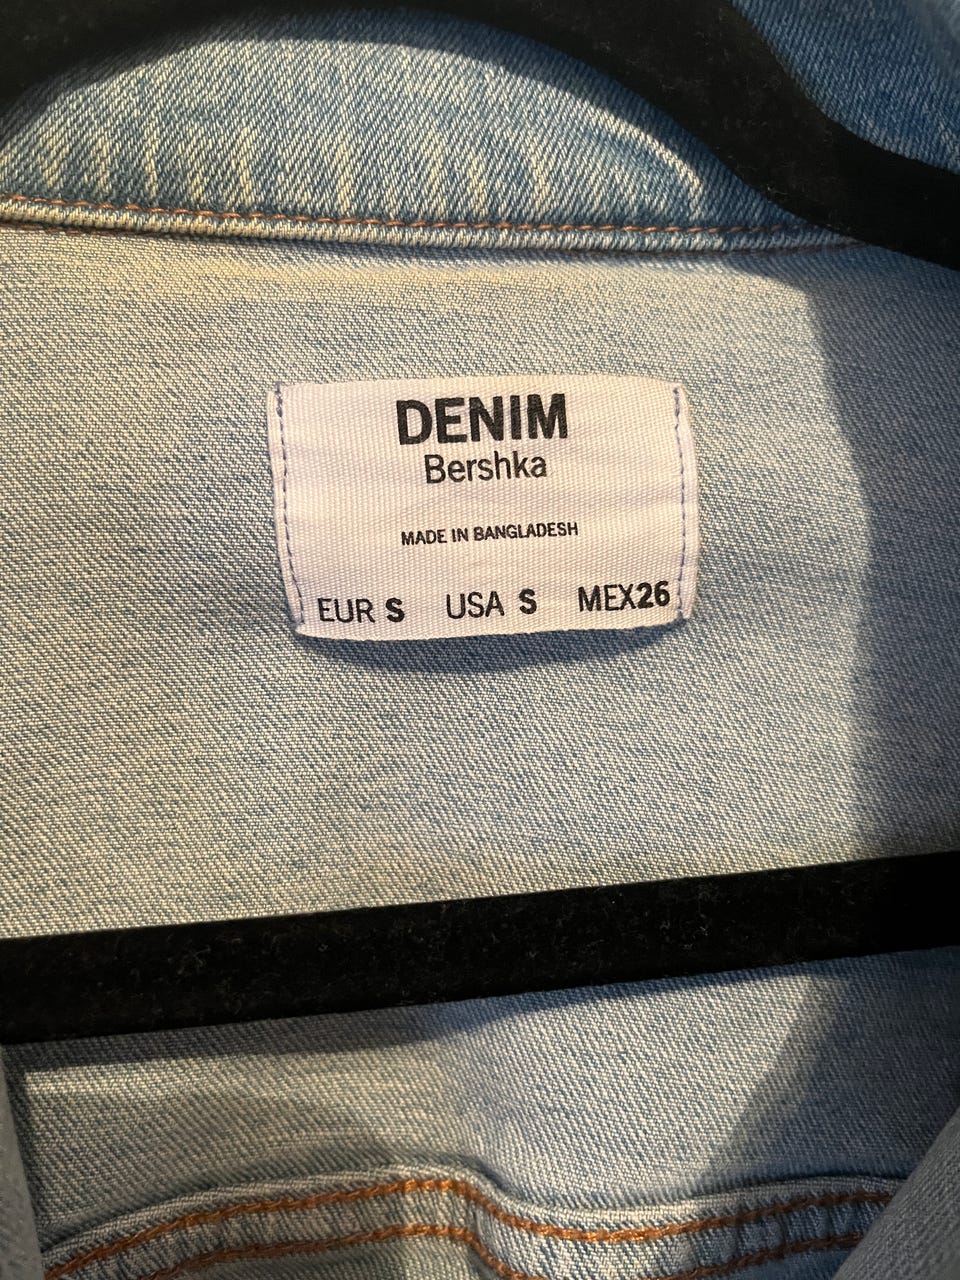 DENIM
Bershka
MADE IN BANGLADESH
EUR S USA S MEX26